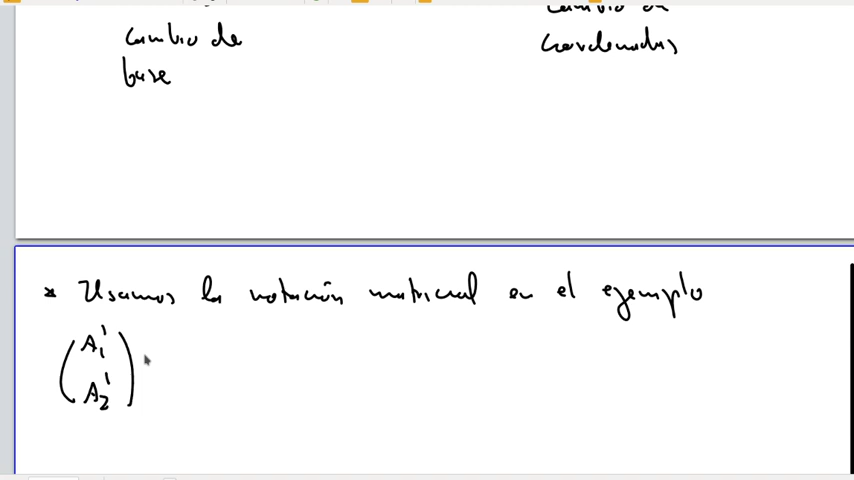 cambio de
cambio de
base
coordenadas
* Usamos la notación matricial en el ejemplo
A₁'
A₂'